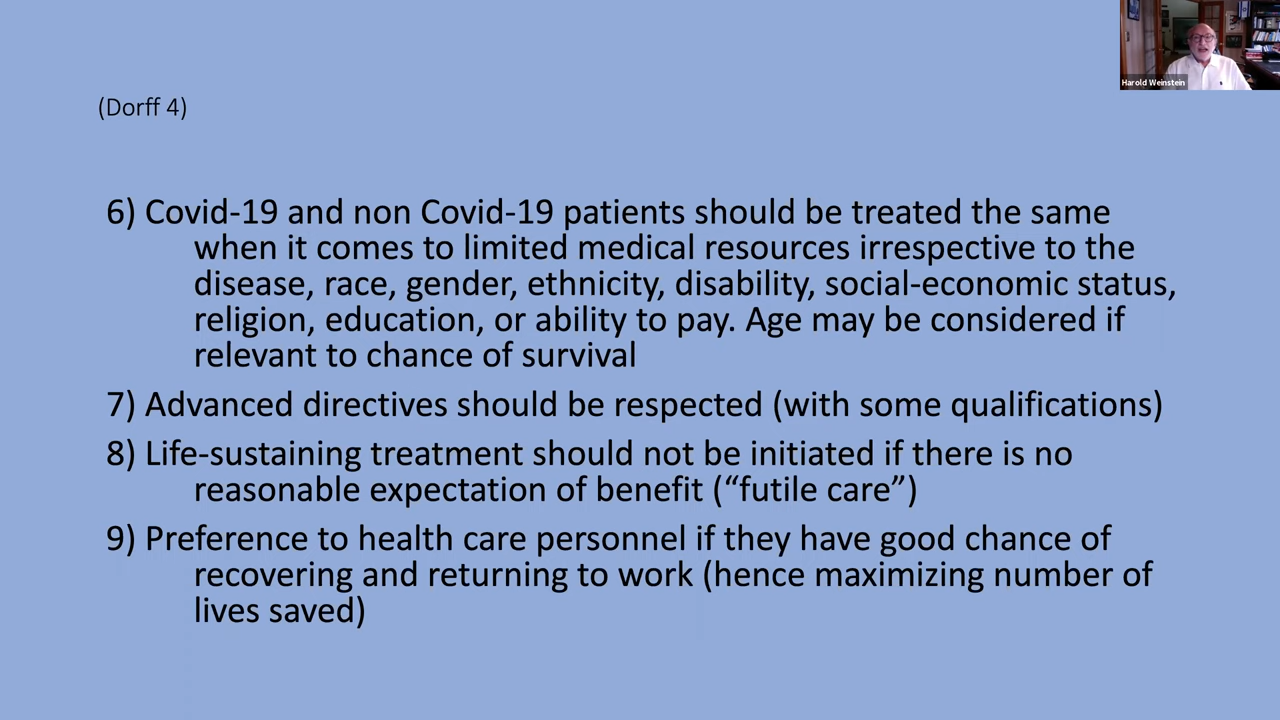 Harold Weinstein
(Dorff 4)
6) Covid-19 and non Covid-19 patients should be treated the same
when it comes to limited medical resources irrespective to the
disease, race, gender, ethnicity, disability, social-economic status,
religion, education, or ability to pay. Age may be considered if
relevant to chance of survival
7) Advanced directives should be respected (with some qualifications)
8) Life-sustaining treatment should not be initiated if there is no
reasonable expectation of benefit (“futile care”)
9) Preference to health care personnel if they have good chance of
recovering and returning to work (hence maximizing number of
lives saved)